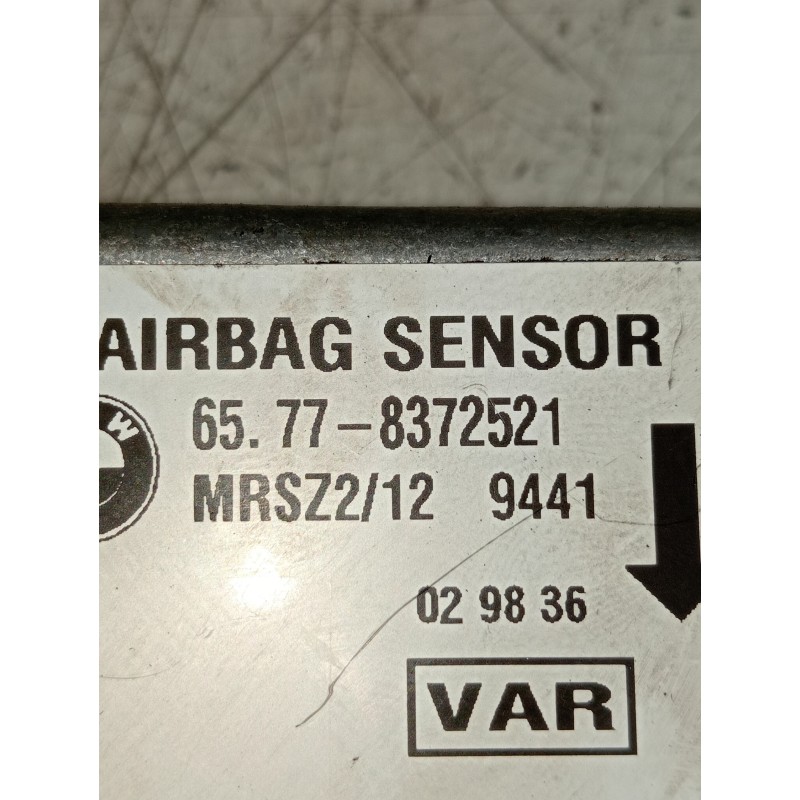 AIRBAG SENSOR
65.77-8372521
MRSZ2/12 9441
02 98 36
VAR